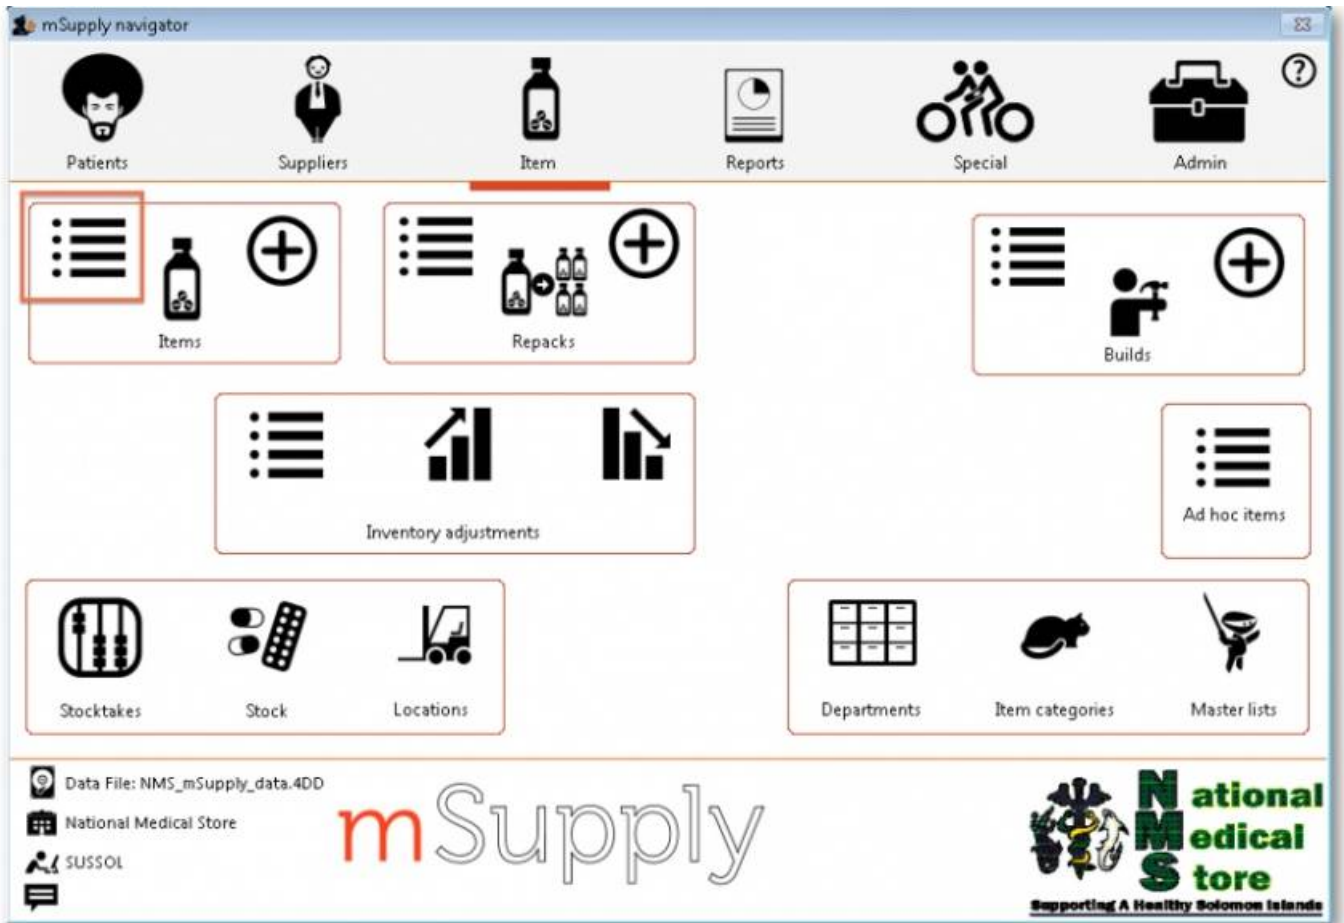 mSupply navigator
?
Patients
Suppliers
Item
Reports
Special
Admin
Items
Repacks
Builds
Inventory adjustments
Ad hoc items
Stocktakes
Stock
Locations
Departments
Item categories
Master lists
Data File: NMS_mSupply_data.4DD
National Medical Store
SUSSOL
mSupply
National
Medical
Store
Supporting A Healthy Solomon Islands